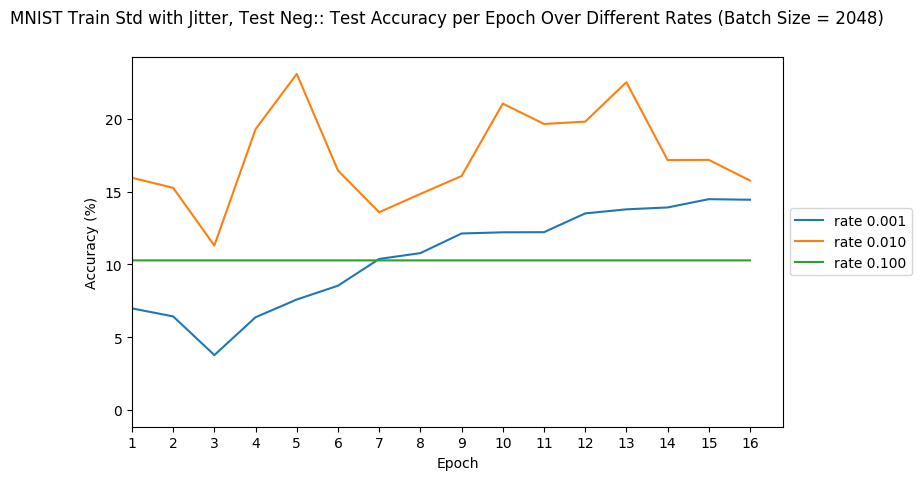 MNIST Train Std with Jitter, Test Neg:: Test Accuracy per Epoch Over Different Rates (Batch Size = 2048)
20
15
10
5
0
Accuracy (%)
1 2 3 4 5 6 7 8 9 10 11 12 13 14 15 16
Epoch
rate 0.001
rate 0.010
rate 0.100